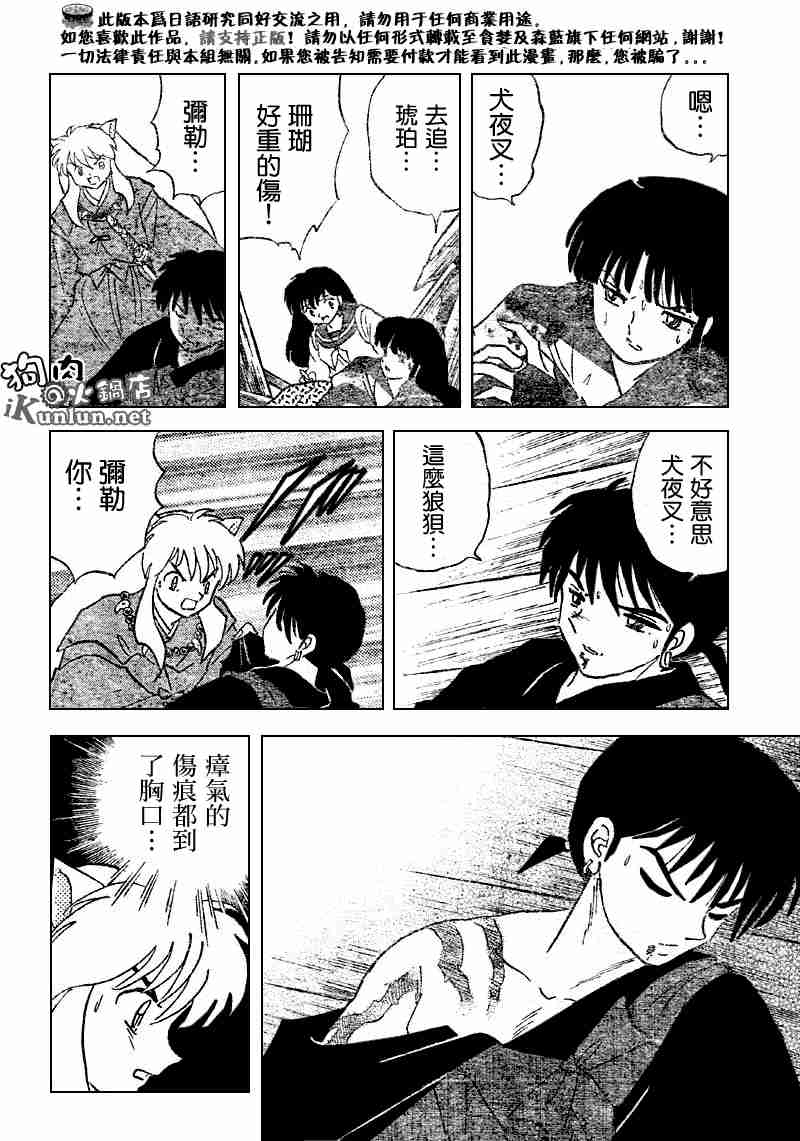 此版本爲日語研究同好交流之用，請勿用于任何商業用途。
如您喜歡此作品，請支持正版！請勿以任何形式轉載至食夢及森藍旗下任何網站，謝謝！
一切法律責任與本組無關，如果您被告知需要付款才能看到此漫畫，那麼，您被騙了。。。
嗯…
犬夜叉…
去追…
琥珀…
珊瑚
好重的傷！
彌勒…
狗肉
の火鍋店
iKunlun.net
不好意思
犬夜叉…
這麼狼狽…
彌勒
你…
瘴氣的
傷痕都到
了胸口…